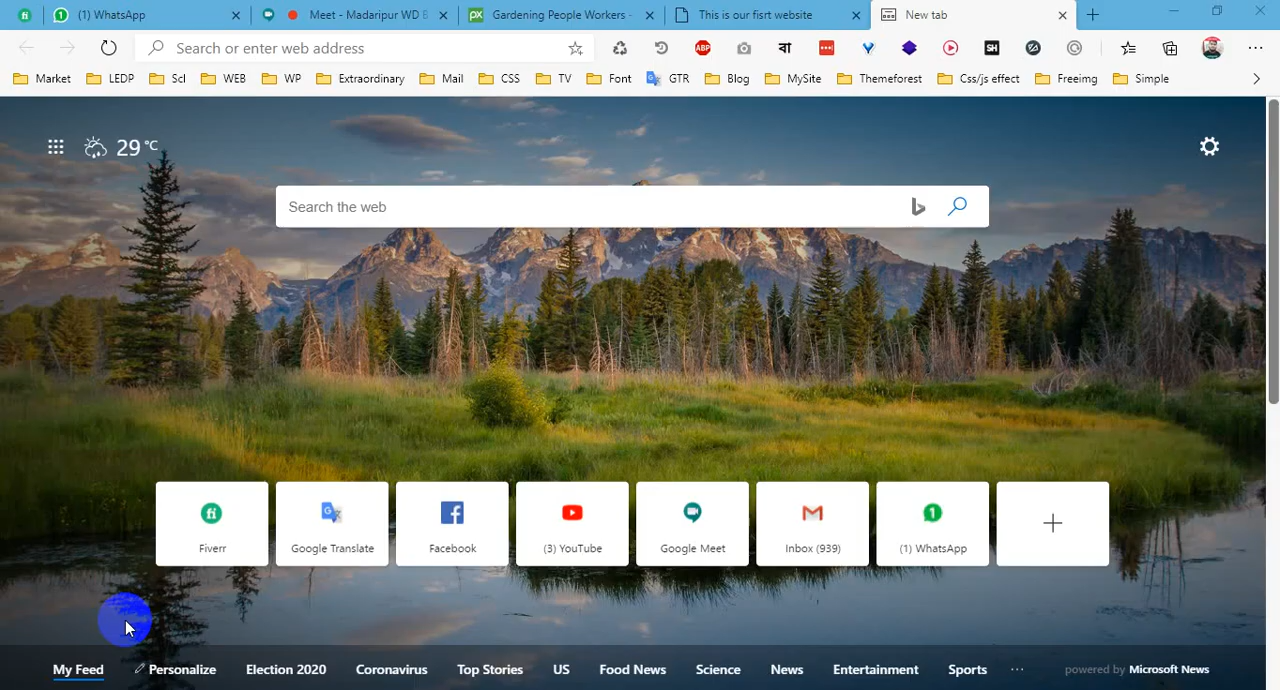 (1) WhatsApp
Meet - Madaripur WD B
Gardening People Workers -
This is our fisrt website
New tab
Search or enter web address
ABP
বা
SH
Market
LEDP
Scl
WEB
WP
Extraordinary
Mail
CSS
TV
Font
GTR
Blog
MySite
Themeforest
Css/js effect
Freeimg
Simple
29 °C
Search the web
Fiverr
Google Translate
Facebook
(3) YouTube
Google Meet
Inbox (939)
(1) WhatsApp
My Feed
Personalize
Election 2020
Coronavirus
Top Stories
US
Food News
Science
News
Entertainment
Sports
powered by Microsoft News